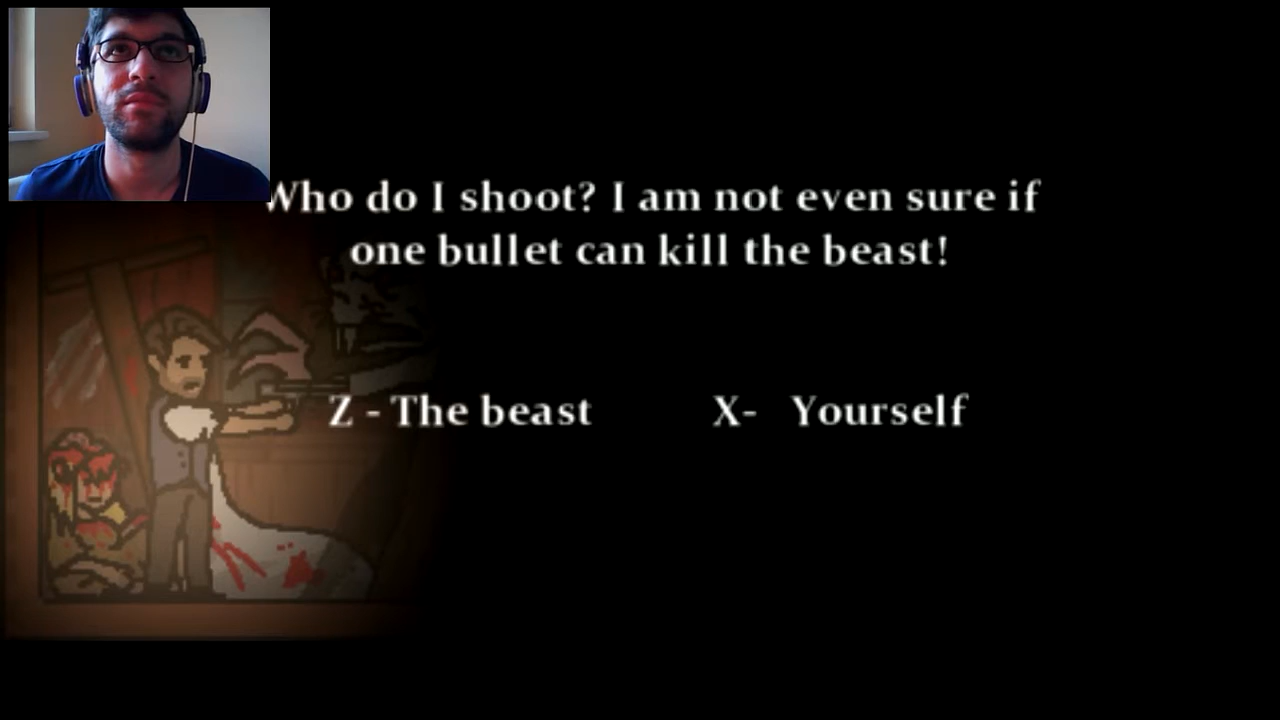 Who do I shoot? I am not even sure if
one bullet can kill the beast!
Z - The beast X- Yourself